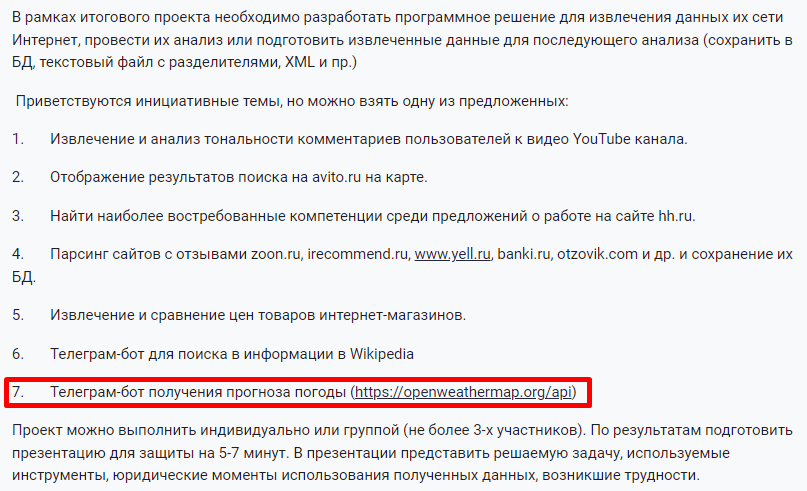 В рамках итогового проекта необходимо разработать программное решение для извлечения данных их сети
Интернет, провести их анализ или подготовить извлеченные данные для последующего анализа (сохранить в
БД, текстовый файл с разделителями, XML и пр.)
Приветствуются инициативные темы, но можно взять одну из предложенных:
1. Извлечение и анализ тональности комментариев пользователей к видео YouTube канала.
2. Отображение результатов поиска на avito.ru на карте.
3. Найти наиболее востребованные компетенции среди предложений о работе на сайте hh.ru.
4. Парсинг сайтов с отзывами zoon.ru, irecommend.ru, www.yell.ru, banki.ru, otzovik.com и др. и сохранение их
БД.
5. Извлечение и сравнение цен товаров интернет-магазинов.
6. Телеграм-бот для поиска в информации в Wikipedia
7. Телеграм-бот получения прогноза погоды (https://openweathermap.org/api)
Проект можно выполнить индивидуально или группой (не более 3-х участников). По результатам подготовить
презентацию для защиты на 5-7 минут. В презентации представить решаемую задачу, используемые
инструменты, юридические моменты использования полученных данных, возникшие трудности.